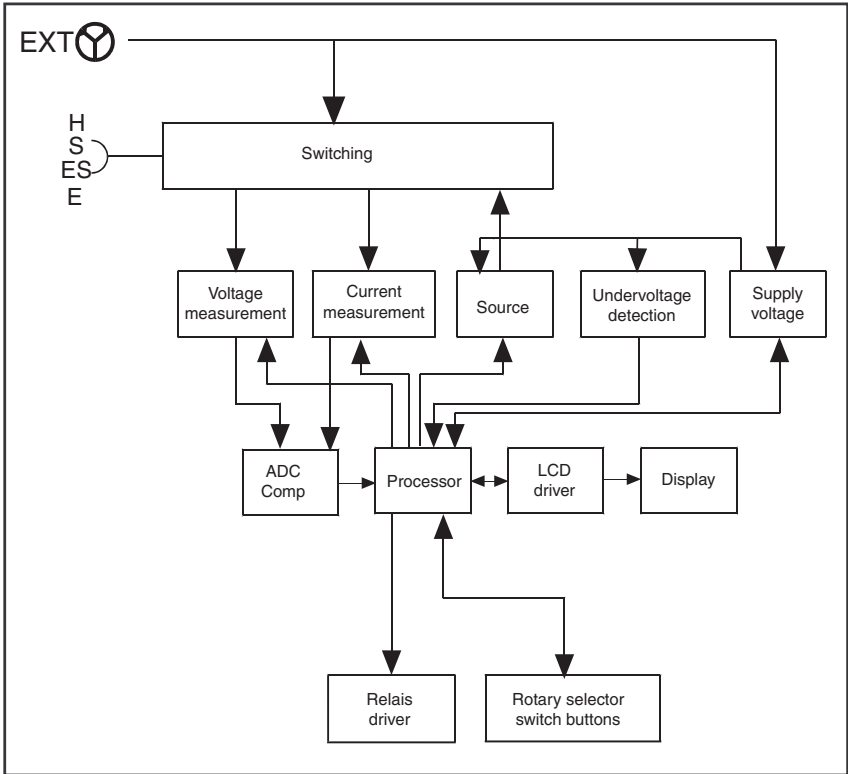 EXT
H
S
ES
E
Switching
Voltage
measurement
Current
measurement
Source
Undervoltage
detection
Supply
voltage
ADC
Comp
Processor
LCD
driver
Display
Relais
driver
Rotary selector
switch buttons